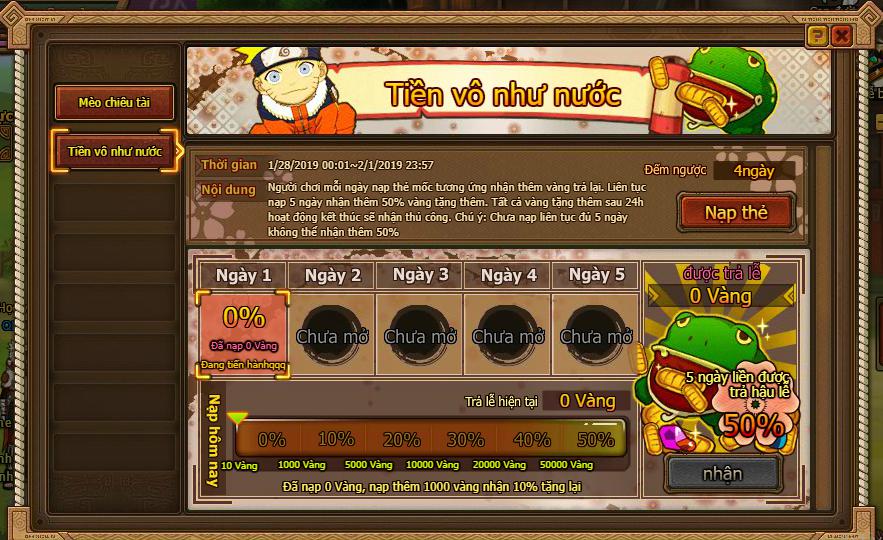 Tiền vô như nước
Mèo chiêu tài
Tiền vô như nước
Thời gian 1/28/2019 00:01~2/1/2019 23:57
Đếm ngược 4ngày
Nội dung Người chơi mỗi ngày nạp thẻ mốc tương ứng nhận thêm vàng trả lại. Liên tục
nạp 5 ngày nhận thêm 50% vàng tặng thêm. Tất cả vàng tặng thêm sau 24h
hoạt động kết thúc sẽ nhận thủ công. Chú ý: Chưa nạp liên tục đủ 5 ngày
không thể nhận thêm 50%
Nạp thẻ
Ngày 1 Ngày 2 Ngày 3 Ngày 4 Ngày 5
0%
Đã nạp 0 Vàng
Đang tiến hànhqqq
Chưa mở Chưa mở Chưa mở Chưa mở
được trả lễ
0 Vàng
5 ngày liền được
trả hậu lễ
50%
nhận
Trả lễ hiện tại 0 Vàng
Nạp hôm nay
0% 10% 20% 30% 40% 50%
10 Vàng 1000 Vàng 5000 Vàng 10000 Vàng 20000 Vàng 50000 Vàng
Đã nạp 0 Vàng, nạp thêm 1000 vàng nhận 10% tặng lại